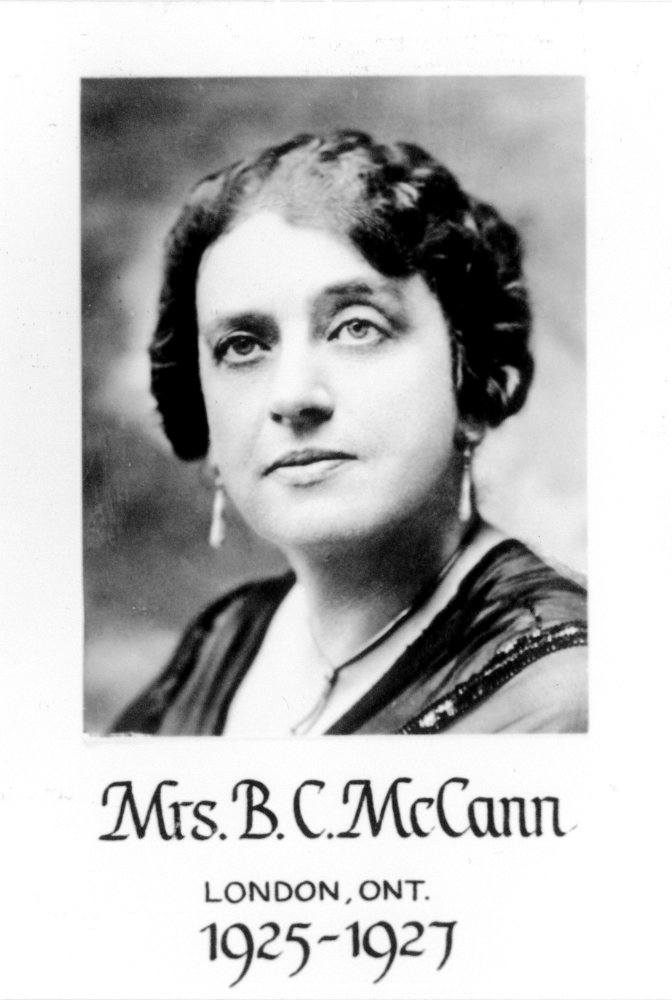 Mrs. B. C. McCann
LONDON, ONT.
1925-1927